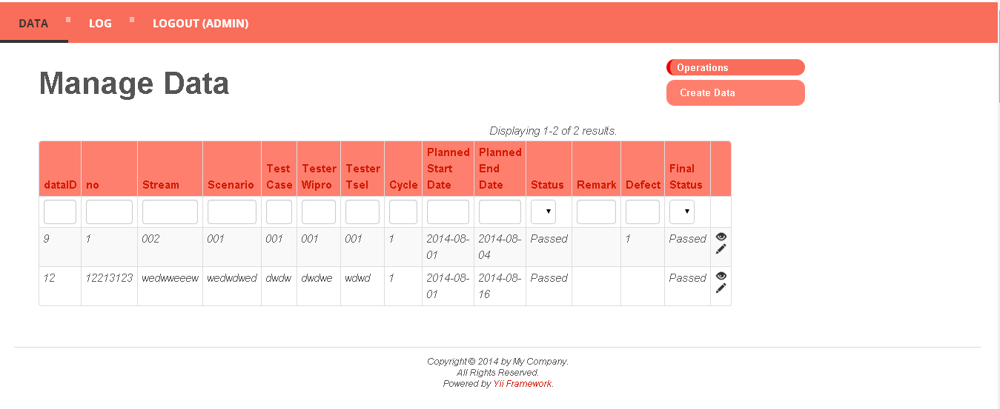 DATA LOG LOGOUT (ADMIN)
Manage Data
Operations
Create Data
Displaying 1-2 of 2 results.
dataID no Stream Scenario Test Case Tester Wipro Tester Tsel Cycle Planned Start Date Planned End Date Status Remark Defect Final Status
9 1 002 001 001 001 001 1 2014-08-01 2014-08-04 Passed 1 Passed
12 12213123 wedwweeew wedwdwed dwdw dwdwe wdwd 1 2014-08-01 2014-08-16 Passed Passed
Copyright © 2014 by My Company.
All Rights Reserved.
Powered by Yii Framework.